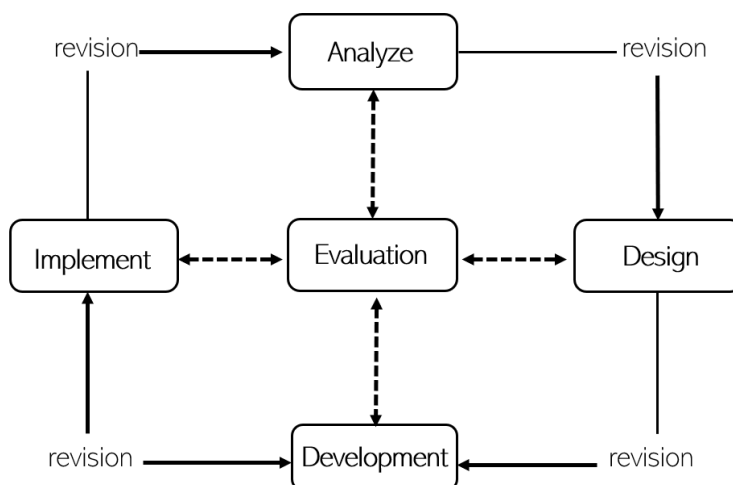 revision
Analyze
revision
Implement
Evaluation
Design
revision
Development
revision